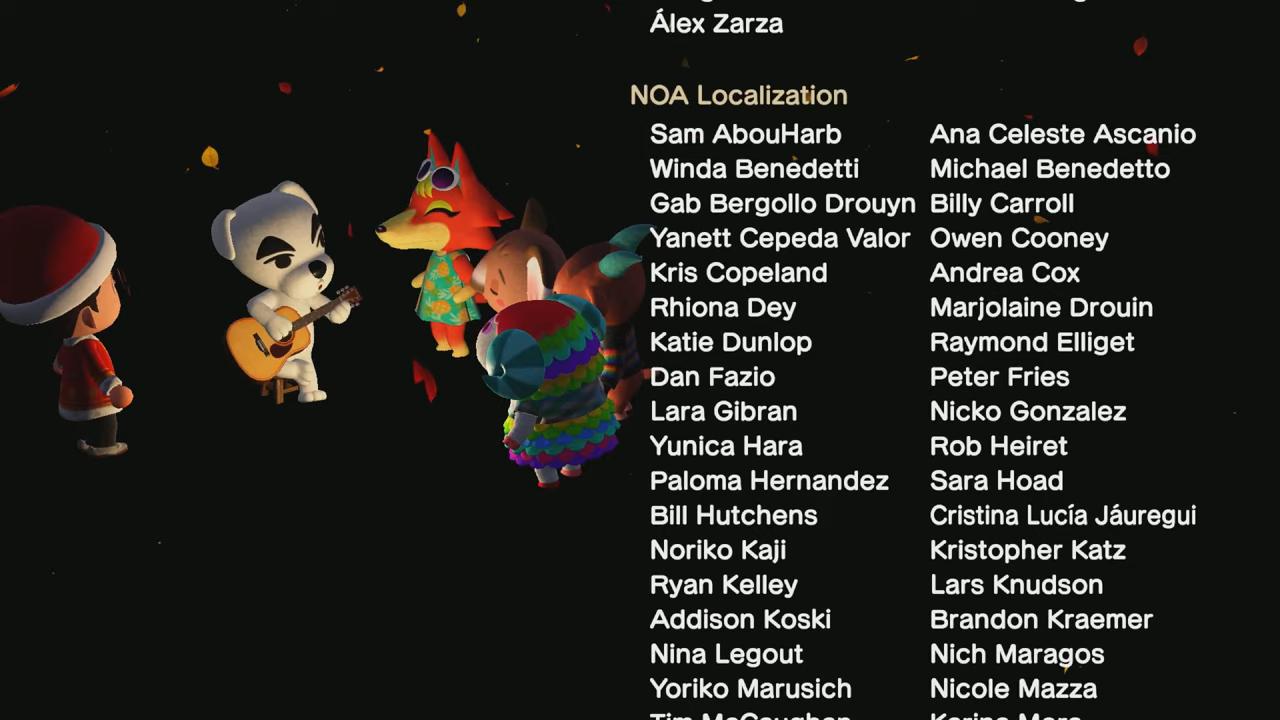 Álex Zarza
NOA Localization
Sam AbouHarb Ana Celeste Ascanio
Winda Benedetti Michael Benedetto
Gab Bergollo Drouyn Billy Carroll
Yanett Cepeda Valor Owen Cooney
Kris Copeland Andrea Cox
Rhiona Dey Marjolaine Drouin
Katie Dunlop Raymond Elliget
Dan Fazio Peter Fries
Lara Gibran Nicko Gonzalez
Yunica Hara Rob Heiret
Paloma Hernandez Sara Hoad
Bill Hutchens Cristina Lucía Jáuregui
Noriko Kaji Kristopher Katz
Ryan Kelley Lars Knudson
Addison Koski Brandon Kraemer
Nina Legout Nich Maragos
Yoriko Marusich Nicole Mazza